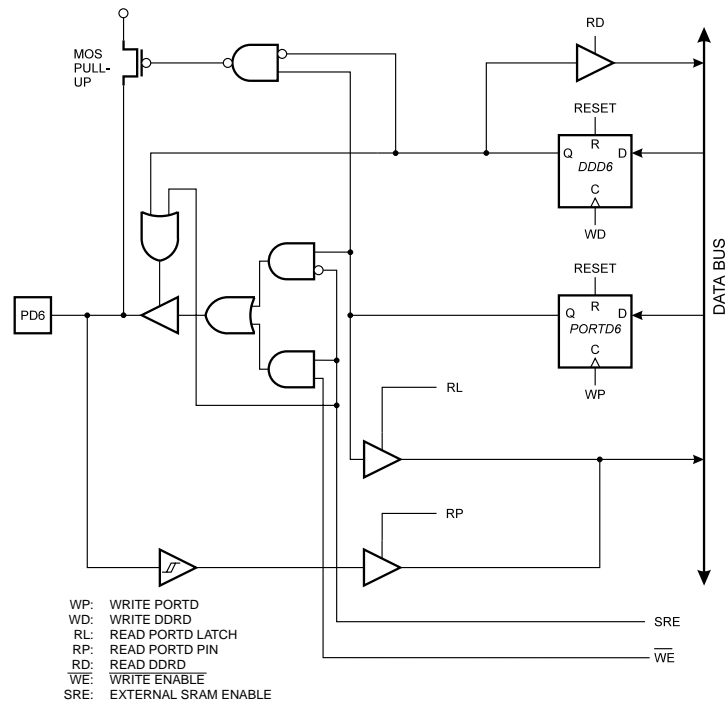 RD
MOS
PULL-
UP
RESET
R
Q D
DDD6
C
WD
RESET
R
Q D
PORTD6
C
WP
PD6
DATA BUS
RL
RP
WP: WRITE PORTD
WD: WRITE DDRD
RL: READ PORTD LATCH
RP: READ PORTD PIN
RD: READ DDRD
WE: WRITE ENABLE
SRE: EXTERNAL SRAM ENABLE
SRE
WE